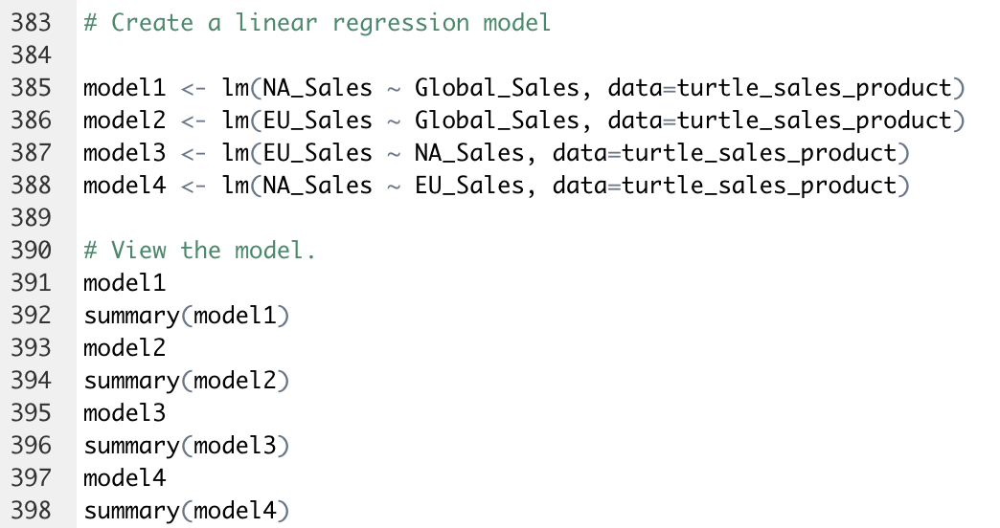 383 # Create a linear regression model
384
385 model1 <- lm(NA_Sales ~ Global_Sales, data=turtle_sales_product)
386 model2 <- lm(EU_Sales ~ Global_Sales, data=turtle_sales_product)
387 model3 <- lm(EU_Sales ~ NA_Sales, data=turtle_sales_product)
388 model4 <- lm(NA_Sales ~ EU_Sales, data=turtle_sales_product)
389
390 # View the model.
391 model1
392 summary(model1)
393 model2
394 summary(model2)
395 model3
396 summary(model3)
397 model4
398 summary(model4)